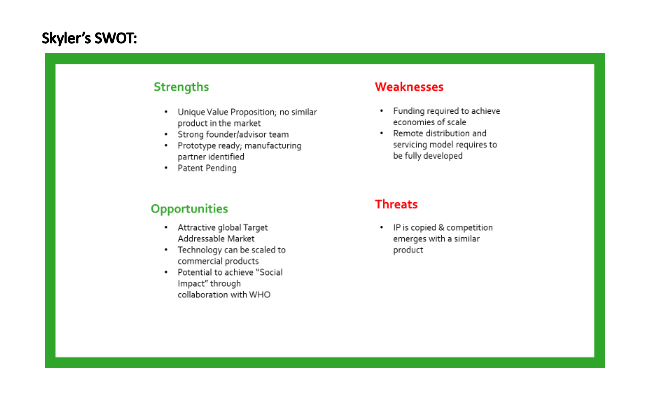 Skyler's SWOT:
Strengths
• Unique Value Proposition; no similar
product in the market
• Strong founder/advisor team
• Prototype ready; manufacturing
partner identified
• Patent Pending
Weaknesses
• Funding required to achieve
economies of scale
• Remote distribution and
servicing model requires to
be fully developed
Opportunities
• Attractive global Target
Addressable Market
• Technology can be scaled to
commercial products
• Potential to achieve "Social
Impact" through
collaboration with WHO
Threats
• IP is copied & competition
emerges with a similar
product